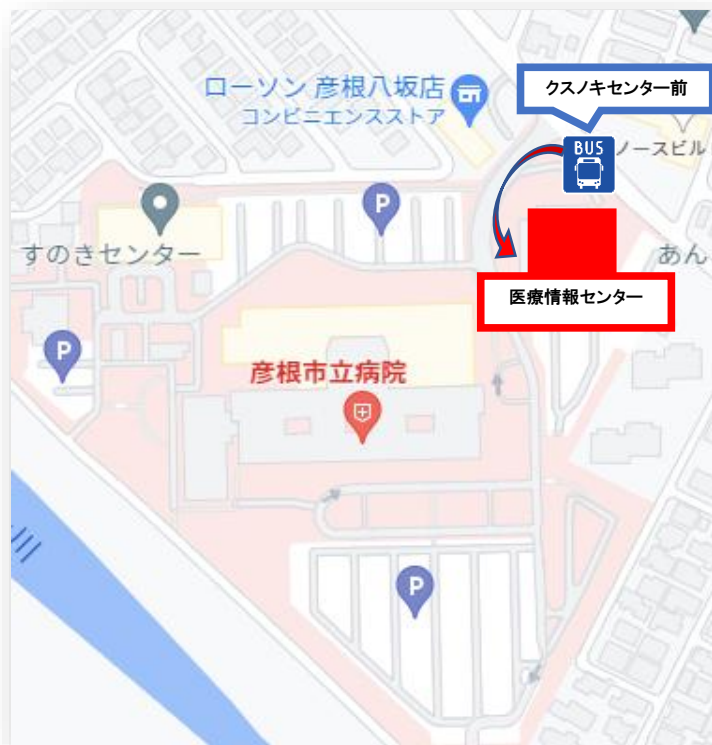 ローソン 彦根八坂店
コンビニエンスストア
クスノキセンター前
BUS
ノースビル
P
すのきセンター
あん
医療情報センター
P
彦根市立病院
川
P